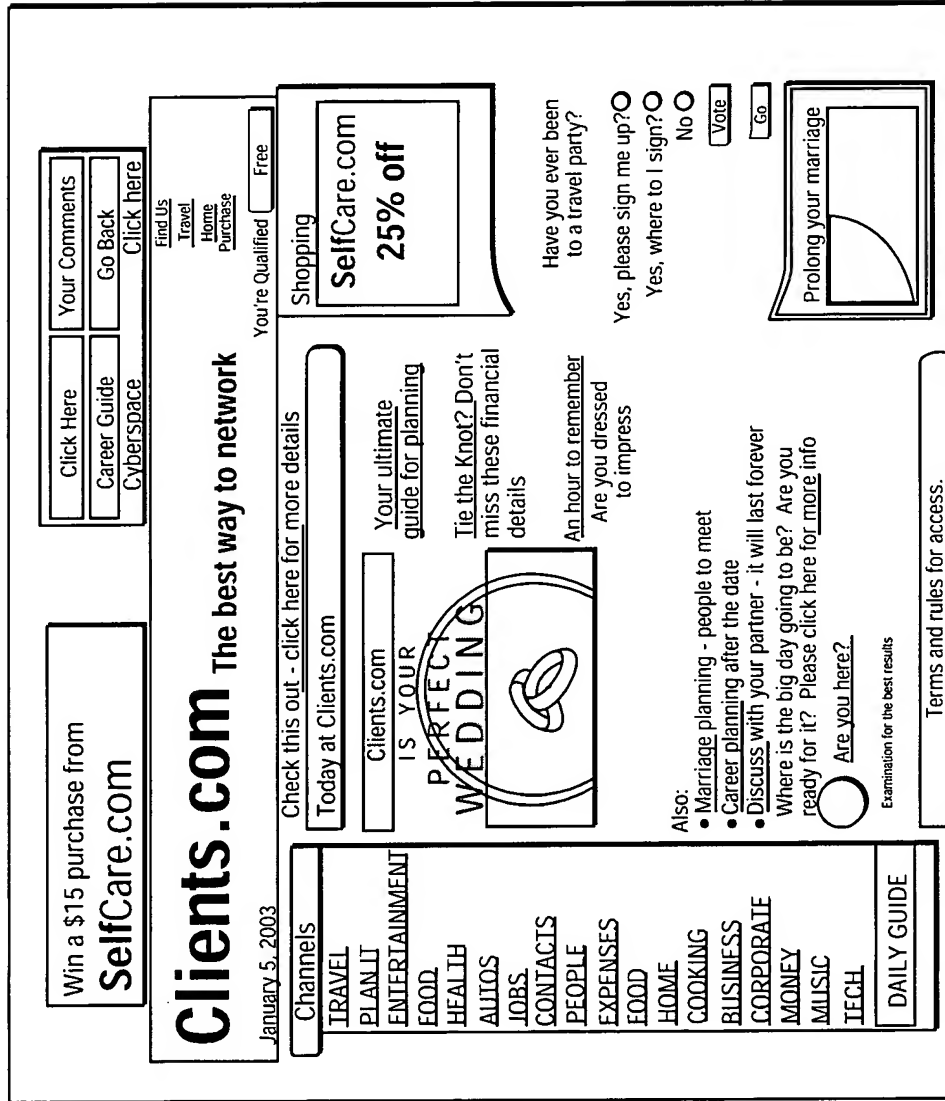 Win a $15 purchase from
SelfCare.com
Click Here
Your Comments
Career Guide
Go Back
Cyberspace
Click here
Clients.com The best way to network
Find Us
Travel
Home
Purchase
January 5, 2003
You're Qualified
Free
Channels
TRAVEL
PLAN IT
ENTERTAINMENT
FOOD
HEALTH
AUTOS
JOBS
CONTACTS
PEOPLE
EXPENSES
FOOD
HOME
COOKING
BUSINESS
CORPORATE
MONEY
MUSIC
TECH
DAILY GUIDE
Check this out - click here for more details
Today at Clients.com
Clients.com
IS YOUR
PERFECT
WEDDING
Your ultimate
guide for planning
Tie the Knot? Don't
miss these financial
details
An hour to remember
Are you dressed
to impress
Also:
• Marriage planning - people to meet
• Career planning after the date
• Discuss with your partner - it will last forever
Where is the big day going to be? Are you
ready for it? Please click here for more info
Are you here?
Examination for the best results
Terms and rules for access.
Shopping
SelfCare.com
25% off
Have you ever been
to a travel party?
Yes, please sign me up?
Yes, where to I sign?
No
Vote
Go
Prolong your marriage